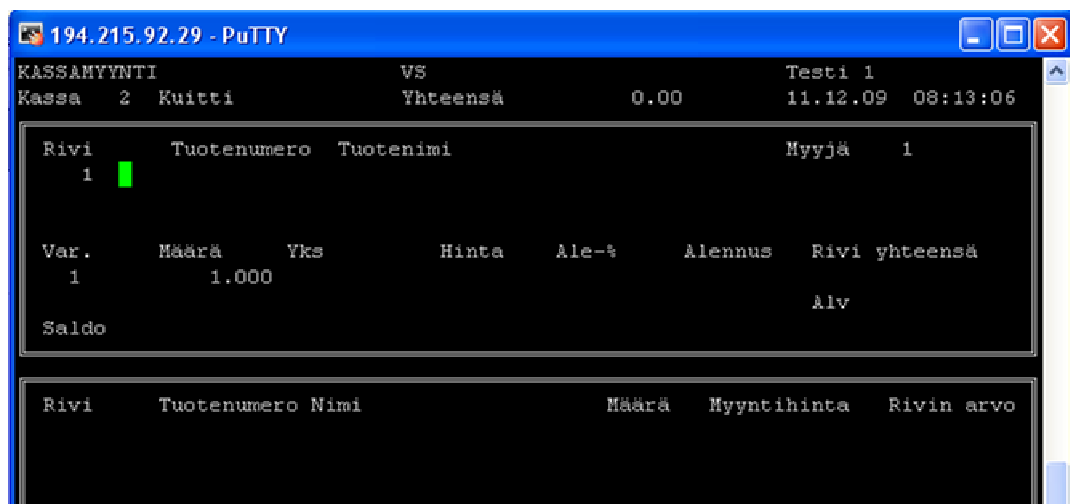 194.215.92.29 - PuTTY
KASSAMYYNTI VS Testi 1
Kassa 2 Kuitti Yhteensä 0.00 11.12.09 08:13:06
Rivi Tuotenumero Tuotenimi Myyjä 1
1
Var. Määrä Yks Hinta Ale-% Alennus Rivi yhteensä
1 1.000
Alv
Saldo
Rivi Tuotenumero Nimi Määrä Myyntihinta Rivin arvo